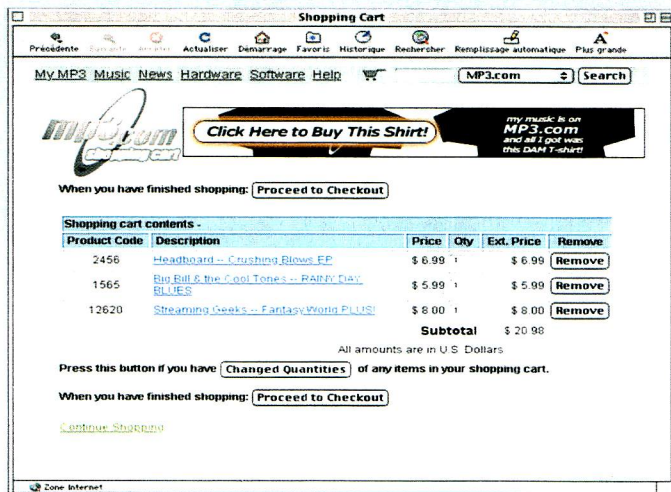 Shopping Cart
Précédente Suivante Arrêter Actualiser Démarrage Favoris Historique Rechercher Remplissage automatique Plus grande
My MP3 Music News Hardware Software Help MP3.com Search
mp3.com
shopping cart
Click Here to Buy This Shirt!
my music is on
MP3.com
and all I got was
this DAM T-shirt!
When you have finished shopping: Proceed to Checkout
Shopping cart contents -
Product Code Description Price Qty Ext. Price Remove
2456 Headboard -- Crushing Blows EP $ 6.99 1 $ 6.99 Remove
1565 Big Bill & the Cool Tones -- RAINY DAY
BLUES $ 5.99 1 $ 5.99 Remove
12620 Streaming Geeks -- Fantasy World PLUS! $ 8.00 1 $ 8.00 Remove
Subtotal $ 20.98
All amounts are in U.S. Dollars
Press this button if you have Changed Quantities of any items in your shopping cart.
When you have finished shopping: Proceed to Checkout
Continue Shopping
Zone Internet